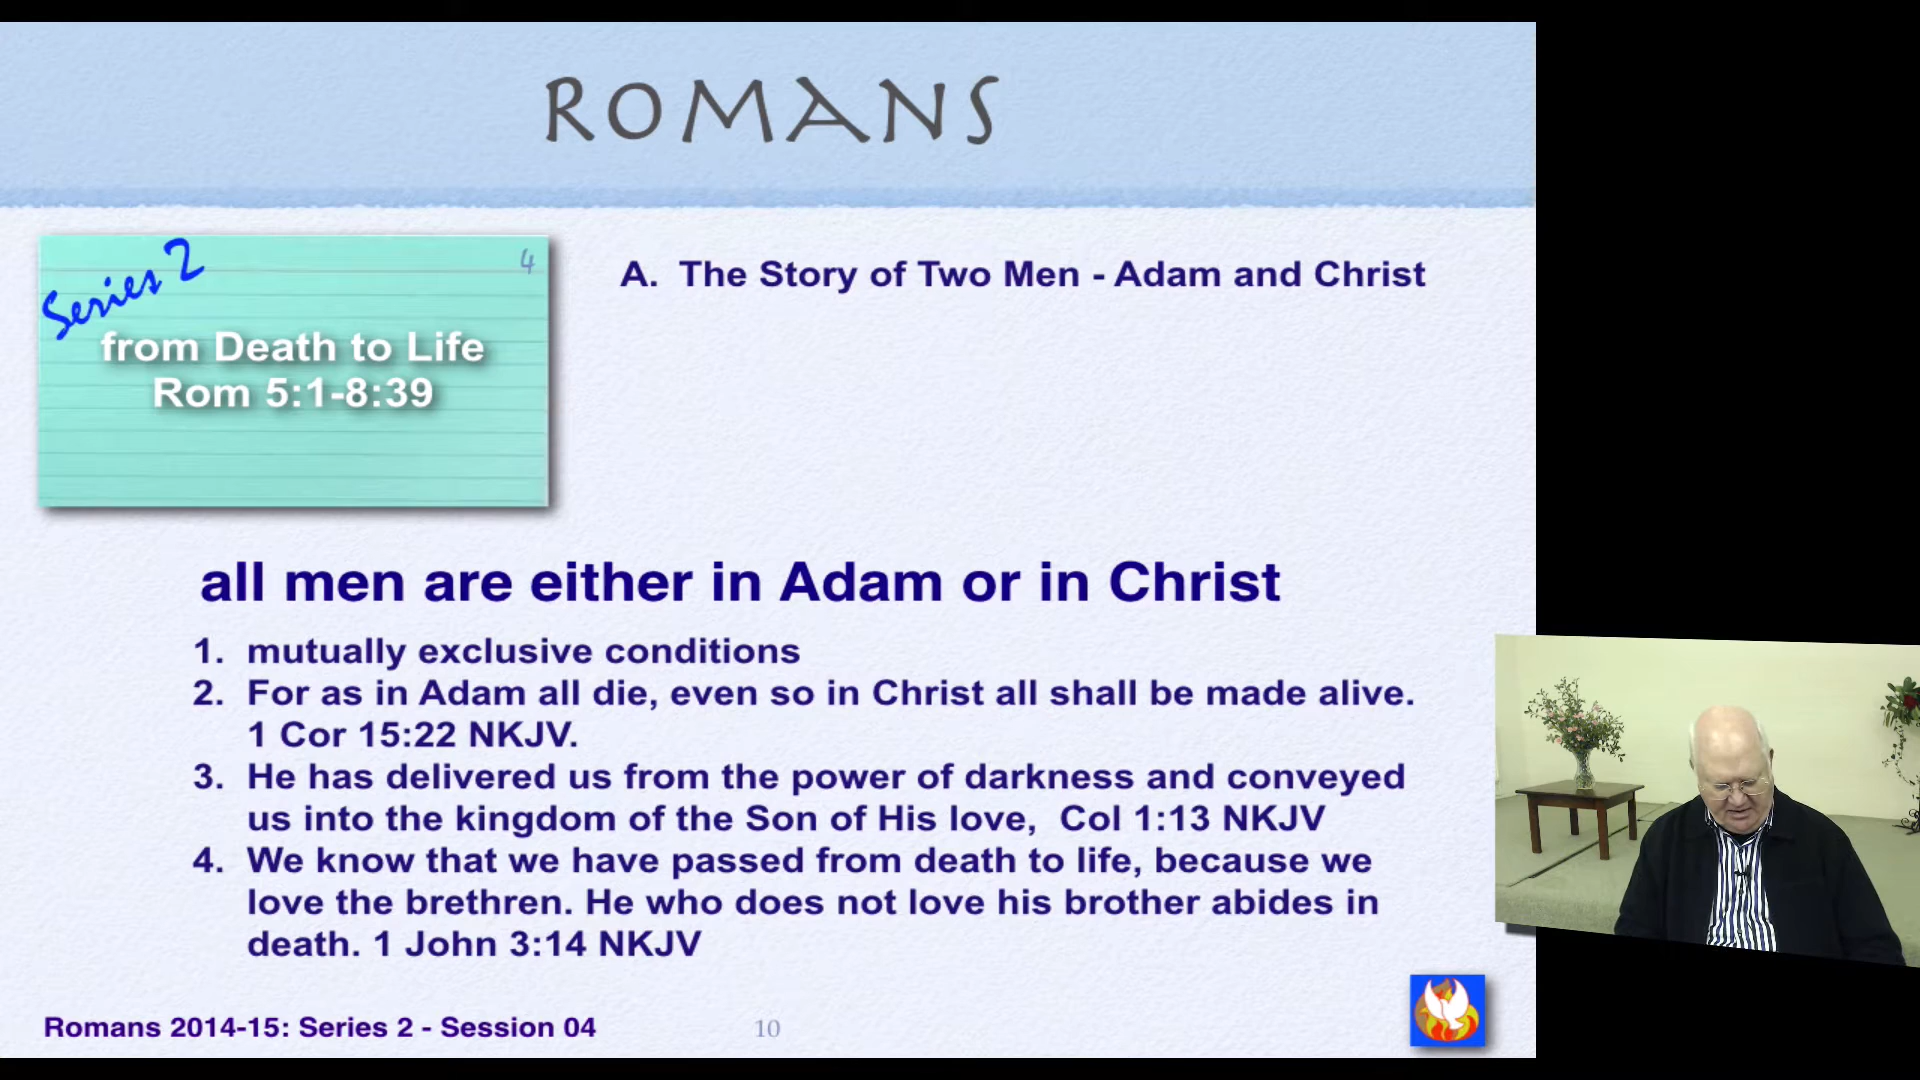 ROMANS
Series 2
4
from Death to Life
Rom 5:1-8:39
A. The Story of Two Men - Adam and Christ
all men are either in Adam or in Christ
1. mutually exclusive conditions
2. For as in Adam all die, even so in Christ all shall be made alive.
1 Cor 15:22 NKJV.
3. He has delivered us from the power of darkness and conveyed
us into the kingdom of the Son of His love, Col 1:13 NKJV
4. We know that we have passed from death to life, because we
love the brethren. He who does not love his brother abides in
death. 1 John 3:14 NKJV
Romans 2014-15: Series 2 - Session 04
10